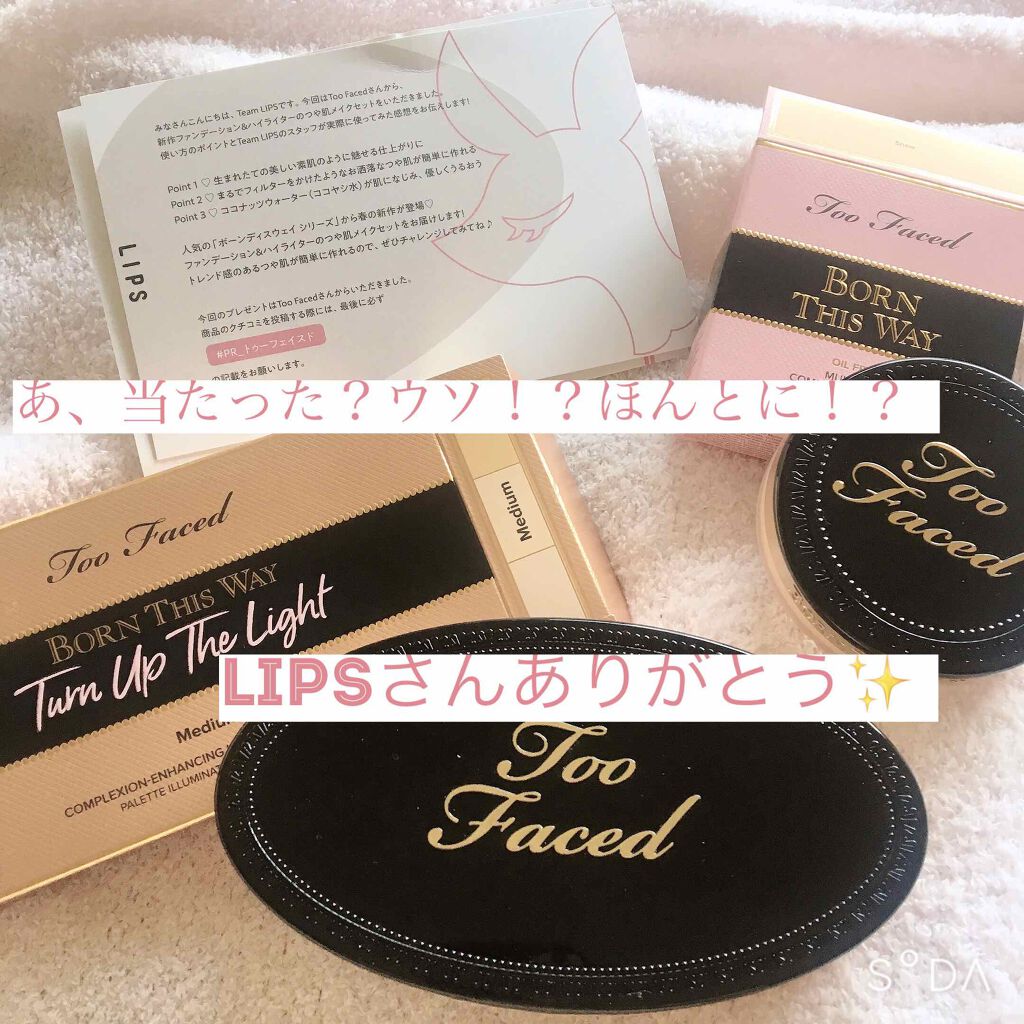 みなさんこんにちは、Team LIPSです。今回はToo Facedさんから、
新作ファンデーション&ハイライターのつや肌メイクセットをいただきました。
使い方のポイントとTeam LIPSのスタッフが実際に使ってみた感想をお伝えします!
Point 1 ♡ 生まれたての美しい素肌のように魅せる仕上がりに
Point 2 ♡ まるでフィルターをかけたようなお洒落なつや肌が簡単に作れる
Point 3 ♡ ココナッツウォーター(ココヤシ水)が肌になじみ、優しくうるおう
人気の「ボーンディスウェイ シリーズ」から春の新作が登場♡
ファンデーション&ハイライターのつや肌メイクセットをお届けします!
トレンド感のあるつや肌が簡単に作れるので、ぜひチャレンジしてみてね♪
今回のプレゼントはToo Facedさんからいただきました。
商品のクチコミを投稿する際には、最後に必ず
#PR_トゥーフェイスド
の記載をお願いします。
LIPS
Snow
Too Faced
BORN
THIS WAY
OIL
あ、当たった?ウソ!?ほんとに!?
Too
Faced
Medium
Too Faced
BORN THIS WAY
Turn Up The Light
COMPLEXION-ENHANCING
PALETTE
LIPSさんありがとう✨
Too
Faced
SODA